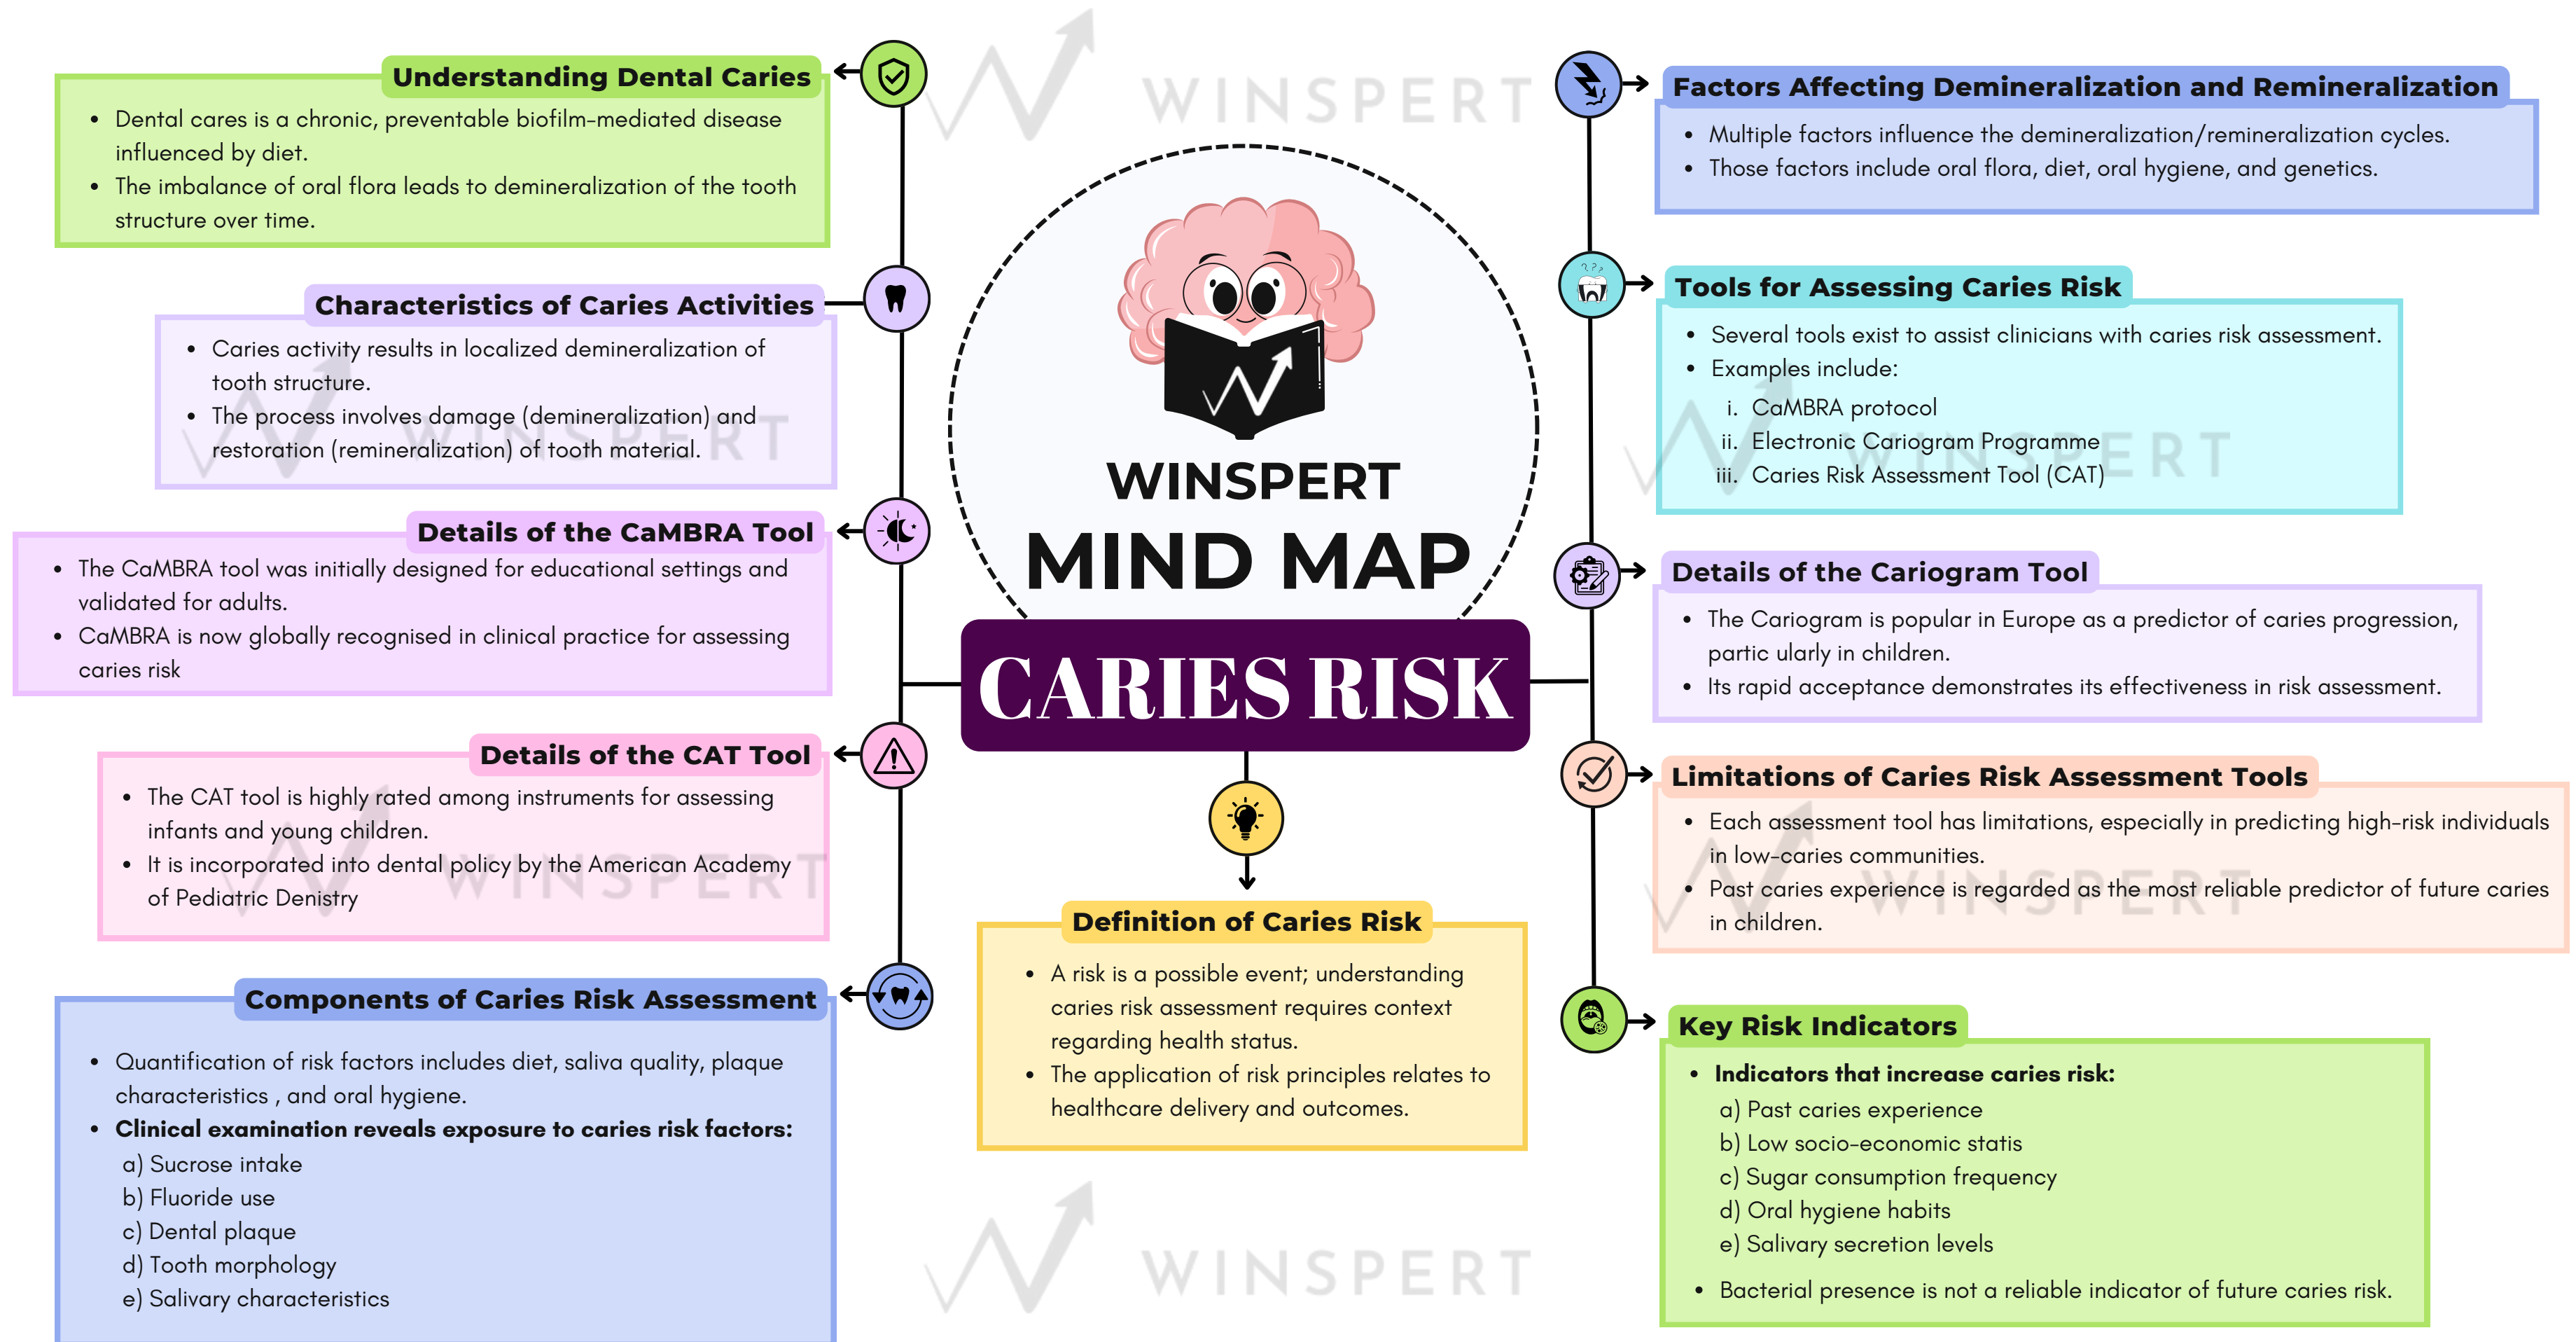 WINSPERT
WINSPERT
MIND MAP
CARIES RISK
Understanding Dental Caries
• Dental cares is a chronic, preventable biofilm-mediated disease
influenced by diet.
• The imbalance of oral flora leads to demineralization of the tooth
structure over time.
Characteristics of Caries Activities
• Caries activity results in localized demineralization of
tooth structure.
• The process involves damage (demineralization) and
restoration (remineralization) of tooth material.
WINSPERT
Details of the CaMBRA Tool
• The CaMBRA tool was initially designed for educational settings and
validated for adults.
• CaMBRA is now globally recognised in clinical practice for assessing
caries risk
Details of the CAT Tool
• The CAT tool is highly rated among instruments for assessing
infants and young children.
• It is incorporated into dental policy by the American Academy
of Pediatric Denistry
WINSPERT
Components of Caries Risk Assessment
• Quantification of risk factors includes diet, saliva quality, plaque
characteristics , and oral hygiene.
• Clinical examination reveals exposure to caries risk factors:
a) Sucrose intake
b) Fluoride use
c) Dental plaque
d) Tooth morphology
e) Salivary characteristics
Definition of Caries Risk
• A risk is a possible event; understanding
caries risk assessment requires context
regarding health status.
• The application of risk principles relates to
healthcare delivery and outcomes.
WINSPERT
Factors Affecting Demineralization and Remineralization
• Multiple factors influence the demineralization/remineralization cycles.
• Those factors include oral flora, diet, oral hygiene, and genetics.
Tools for Assessing Caries Risk
• Several tools exist to assist clinicians with caries risk assessment.
• Examples include:
i. CaMBRA protocol
ii. Electronic Cariogram Programme
iii. Caries Risk Assessment Tool (CAT)
WINSPERT
Details of the Cariogram Tool
• The Cariogram is popular in Europe as a predictor of caries progression,
partic ularly in children.
• Its rapid acceptance demonstrates its effectiveness in risk assessment.
Limitations of Caries Risk Assessment Tools
• Each assessment tool has limitations, especially in predicting high-risk individuals
in low-caries communities.
• Past caries experience is regarded as the most reliable predictor of future caries
in children.
WINSPERT
Key Risk Indicators
• Indicators that increase caries risk:
a) Past caries experience
b) Low socio-economic statis
c) Sugar consumption frequency
d) Oral hygiene habits
e) Salivary secretion levels
• Bacterial presence is not a reliable indicator of future caries risk.